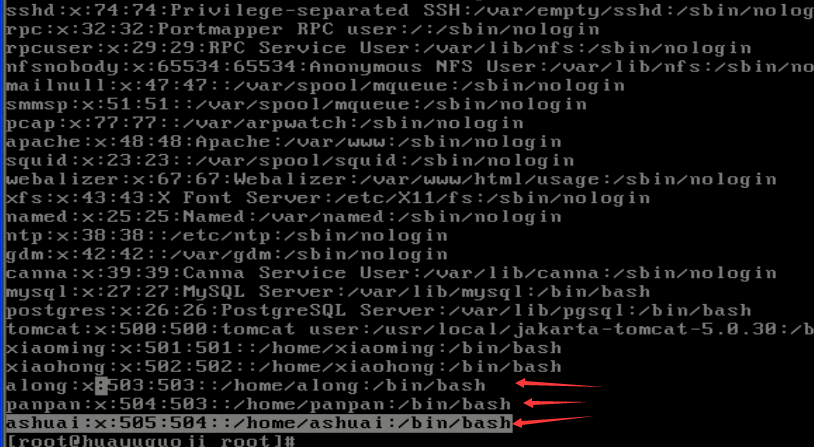 sshd:x:74:74:Privilege-separated SSH:/var/empty/sshd:/sbin/nolog
rpc:x:32:32:Portmapper RPC user:/:/sbin/nologin
rpcuser:x:29:29:RPC Service User:/var/lib/nfs:/sbin/nologin
nfsnobody:x:65534:65534:Anonymous NFS User:/var/lib/nfs:/sbin/no
mailnull:x:47:47::/var/spool/mqueue:/sbin/nologin
smmsp:x:51:51::/var/spool/mqueue:/sbin/nologin
pcap:x:77:77::/var/arpwatch:/sbin/nologin
apache:x:48:48:Apache:/var/www:/sbin/nologin
squid:x:23:23::/var/spool/squid:/sbin/nologin
webalizer:x:67:67:Webalizer:/var/www/html/usage:/sbin/nologin
xfs:x:43:43:X Font Server:/etc/X11/fs:/sbin/nologin
named:x:25:25:Named:/var/named:/sbin/nologin
ntp:x:38:38::/etc/ntp:/sbin/nologin
gdm:x:42:42::/var/gdm:/sbin/nologin
canna:x:39:39:Canna Service User:/var/lib/canna:/sbin/nologin
mysql:x:27:27:MySQL Server:/var/lib/mysql:/bin/bash
postgres:x:26:26:PostgreSQL Server:/var/lib/pgsql:/bin/bash
tomcat:x:500:500:tomcat user:/usr/local/jakarta-tomcat-5.0.30:/b
xiaoming:x:501:501::/home/xiaoming:/bin/bash
xiaohong:x:502:502::/home/xiaohong:/bin/bash
along:x:503:503::/home/along:/bin/bash
panpan:x:504:503::/home/panpan:/bin/bash
ashuai:x:505:504::/home/ashuai:/bin/bash
[root@huayuguoji root]#